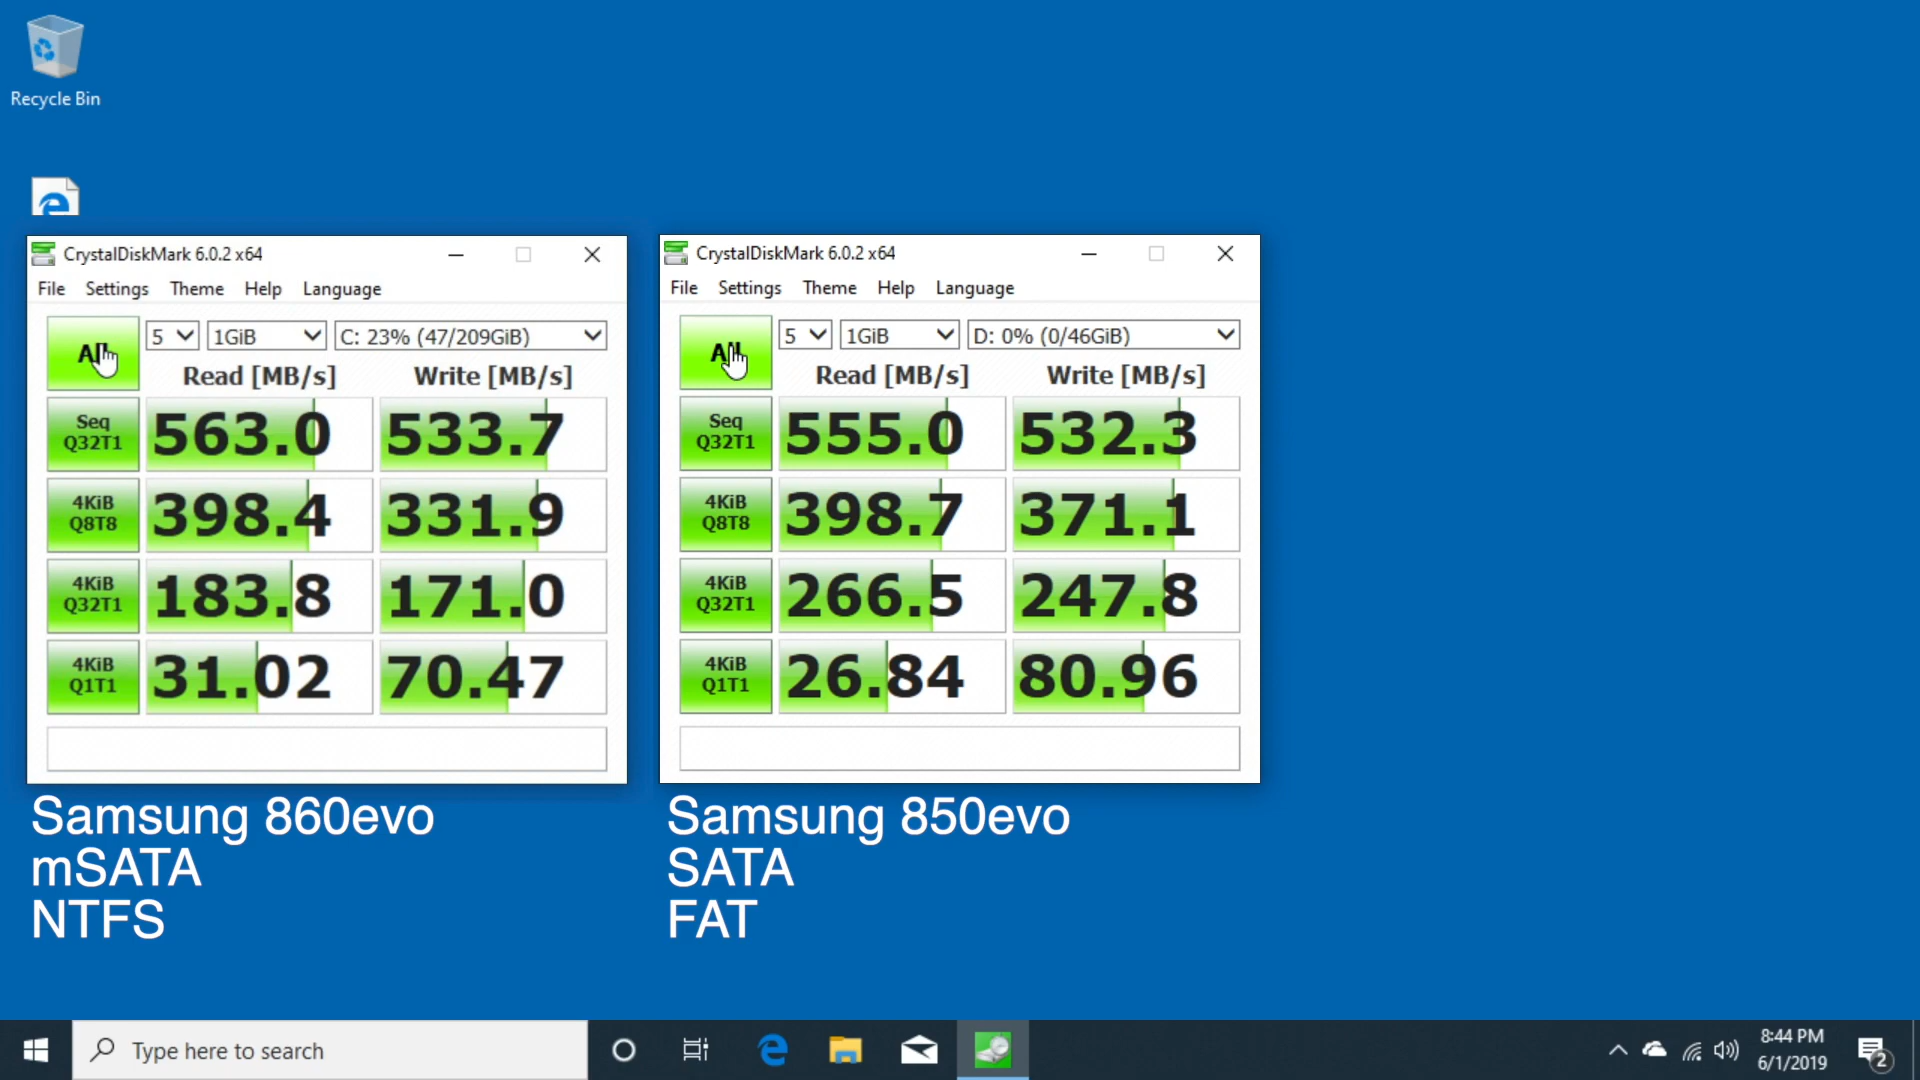 Recycle Bin
CrystalDiskMark 6.0.2 x64
File Settings Theme Help Language
All 5 1GiB C: 23% (47/209GiB)
Read [MB/s] Write [MB/s]
Seq
Q32T1 563.0 533.7
4KiB
Q8T8 398.4 331.9
4KiB
Q32T1 183.8 171.0
4KiB
Q1T1 31.02 70.47
Samsung 860evo
mSATA
NTFS
CrystalDiskMark 6.0.2 x64
File Settings Theme Help Language
All 5 1GiB D: 0% (0/46GiB)
Read [MB/s] Write [MB/s]
Seq
Q32T1 555.0 532.3
4KiB
Q8T8 398.7 371.1
4KiB
Q32T1 266.5 247.8
4KiB
Q1T1 26.84 80.96
Samsung 850evo
SATA
FAT
Type here to search
8:44 PM
6/1/2019
2